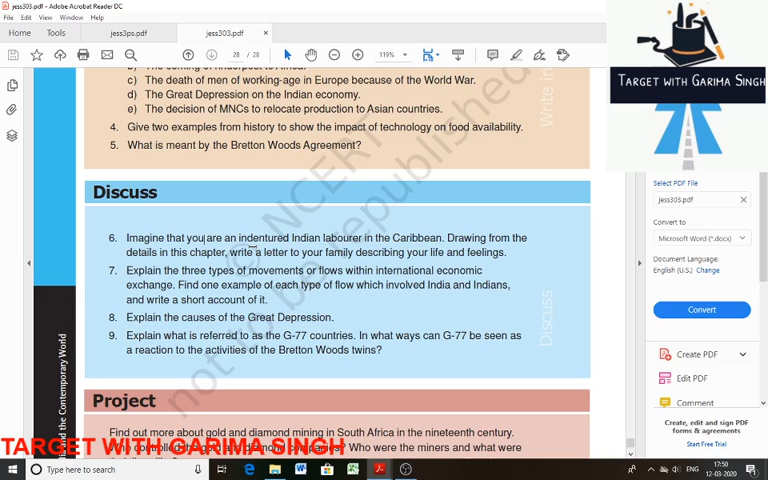 jess303.pdf - Adobe Acrobat Reader DC
File Edit View Window Help
Home Tools jess3ps.pdf jess303.pdf ×
28 / 28 119%
c) The death of men of working-age in Europe because of the World War.
d) The Great Depression on the Indian economy.
e) The decision of MNCs to relocate production to Asian countries.
4. Give two examples from history to show the impact of technology on food availability.
5. What is meant by the Bretton Woods Agreement?
Write in
Discuss
6. Imagine that you are an indentured Indian labourer in the Caribbean. Drawing from the
details in this chapter, write a letter to your family describing your life and feelings.
7. Explain the three types of movements or flows within international economic
exchange. Find one example of each type of flow which involved India and Indians,
and write a short account of it.
8. Explain the causes of the Great Depression.
9. Explain what is referred to as the G-77 countries. In what ways can G-77 be seen as
a reaction to the activities of the Bretton Woods twins?
Discuss
© NCERT
not to be republished
Project
Find out more about gold and diamond mining in South Africa in the nineteenth century.
Who controlled the gold and diamond companies? Who were the miners and what were
and the Contemporary World
TARGET WITH GARIMA SINGH
Select PDF File
jess303.pdf ×
Convert to
Microsoft Word (*.docx)
Document Language:
English (U.S.) Change
Convert
Create PDF
Edit PDF
Comment
Create, edit and sign PDF
forms & agreements
Start Free Trial
TARGET WITH GARIMA SINGH
Type here to search
ENG
17:50
12-03-2020